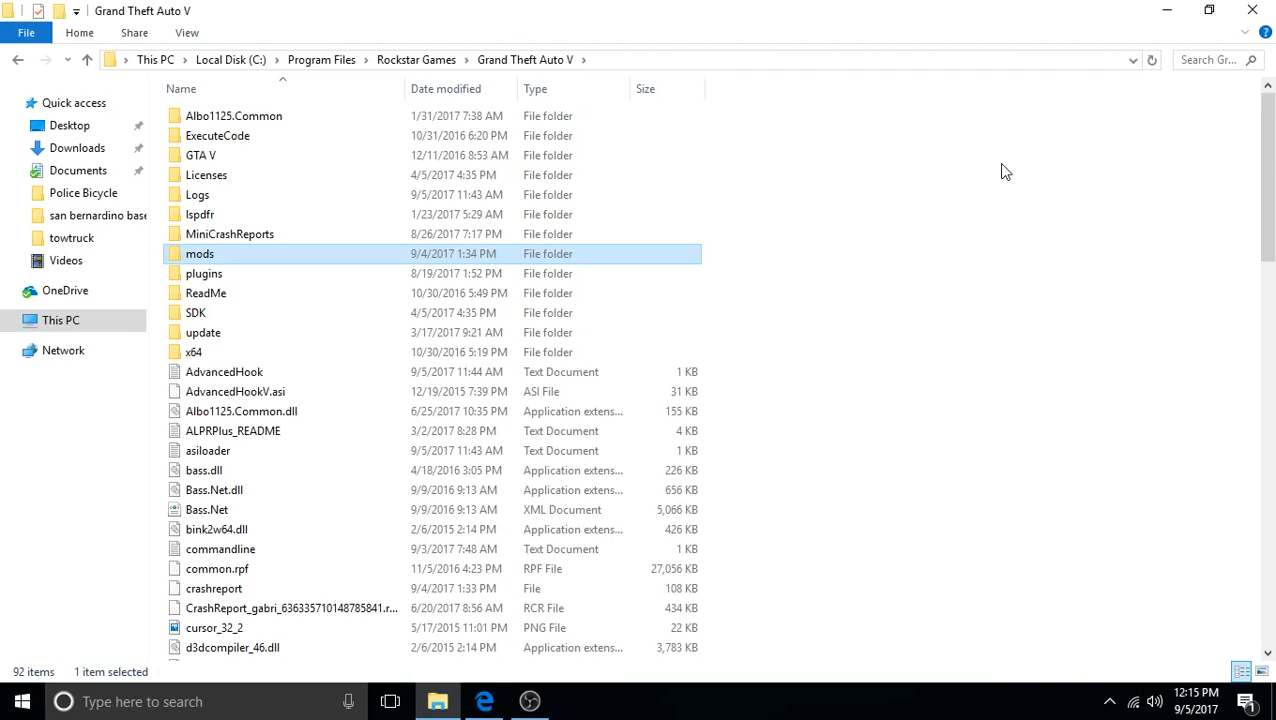 Grand Theft Auto V
File Home Share View
This PC Local Disk (C:) Program Files Rockstar Games Grand Theft Auto V Search Gr...
Name Date modified Type Size
Quick access
Desktop
Downloads
Documents
Police Bicycle
san bernardino base
towtruck
Videos
OneDrive
This PC
Network
Albo1125.Common 1/31/2017 7:38 AM File folder
ExecuteCode 10/31/2016 6:20 PM File folder
GTA V 12/11/2016 8:53 AM File folder
Licenses 4/5/2017 4:35 PM File folder
Logs 9/5/2017 11:43 AM File folder
lspdfr 1/23/2017 5:29 AM File folder
MiniCrashReports 8/26/2017 7:17 PM File folder
mods 9/4/2017 1:34 PM File folder
plugins 8/19/2017 1:52 PM File folder
ReadMe 10/30/2016 5:49 PM File folder
SDK 4/5/2017 4:35 PM File folder
update 3/17/2017 9:21 AM File folder
x64 10/30/2016 5:19 PM File folder
AdvancedHook 9/5/2017 11:44 AM Text Document 1 KB
AdvancedHookV.asi 12/19/2015 7:39 PM ASI File 31 KB
Albo1125.Common.dll 6/25/2017 10:35 PM Application extens... 155 KB
ALPRPlus_README 3/2/2017 8:28 PM Text Document 4 KB
asiloader 9/5/2017 11:43 AM Text Document 1 KB
bass.dll 4/18/2016 3:05 PM Application extens... 226 KB
Bass.Net.dll 9/9/2016 9:13 AM Application extens... 656 KB
Bass.Net 9/9/2016 9:13 AM XML Document 5,066 KB
bink2w64.dll 2/6/2015 2:14 PM Application extens... 426 KB
commandline 9/3/2017 7:48 AM Text Document 1 KB
common.rpf 11/5/2016 4:23 PM RPF File 27,056 KB
crashreport 9/4/2017 1:33 PM File 108 KB
CrashReport_gabri_636335710148785841.r... 6/20/2017 8:56 AM RCR File 434 KB
cursor_32_2 5/17/2015 11:01 PM PNG File 22 KB
d3dcompiler_46.dll 2/6/2015 2:14 PM Application extens... 3,783 KB
92 items 1 item selected
Type here to search
12:15 PM
9/5/2017
1